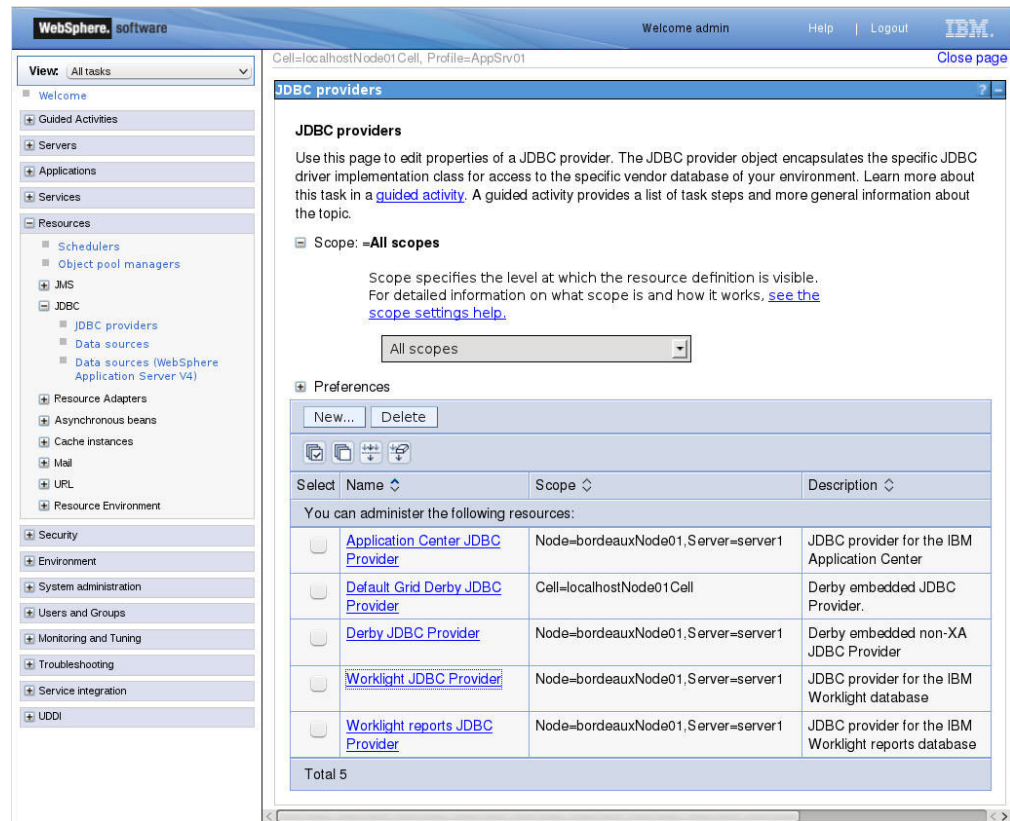 WebSphere. software
Welcome admin
Help | Logout
IBM.
View: All tasks
Welcome
Guided Activities
Servers
Applications
Services
Resources
Schedulers
Object pool managers
JMS
JDBC
JDBC providers
Data sources
Data sources (WebSphere
Application Server V4)
Resource Adapters
Asynchronous beans
Cache instances
Mail
URL
Resource Environment
Security
Environment
System administration
Users and Groups
Monitoring and Tuning
Troubleshooting
Service integration
UDDI
Cell=localhostNode01Cell, Profile=AppSrv01
Close page
JDBC providers
? -
JDBC providers
Use this page to edit properties of a JDBC provider. The JDBC provider object encapsulates the specific JDBC
driver implementation class for access to the specific vendor database of your environment. Learn more about
this task in a guided activity. A guided activity provides a list of task steps and more general information about
the topic.
Scope: =All scopes
Scope specifies the level at which the resource definition is visible.
For detailed information on what scope is and how it works, see the
scope settings help.
All scopes
Preferences
New... Delete
Select Name Scope Description
You can administer the following resources:
Application Center JDBC
Provider
Node=bordeauxNode01,Server=server1
JDBC provider for the IBM
Application Center
Default Grid Derby JDBC
Provider
Cell=localhostNode01Cell
Derby embedded JDBC
Provider.
Derby JDBC Provider
Node=bordeauxNode01,Server=server1
Derby embedded non-XA
JDBC Provider
Worklight JDBC Provider
Node=bordeauxNode01,Server=server1
JDBC provider for the IBM
Worklight database
Worklight reports JDBC
Provider
Node=bordeauxNode01,Server=server1
JDBC provider for the IBM
Worklight reports database
Total 5